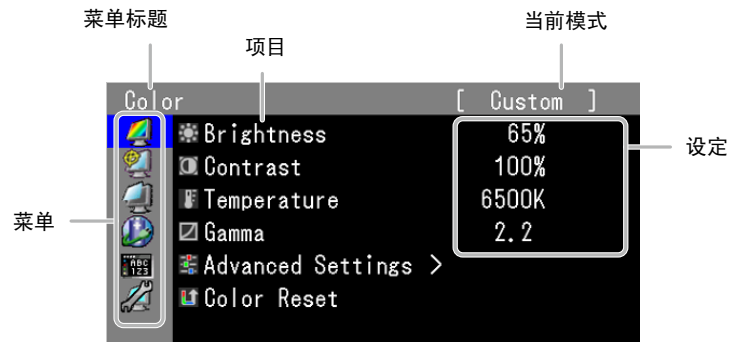 菜单标题
当前模式
项目
Color [ Custom ]
Brightness 65%
Contrast 100%
设定
Temperature 6500K
菜单
Gamma 2.2
ABC
123
Advanced Settings >
Color Reset